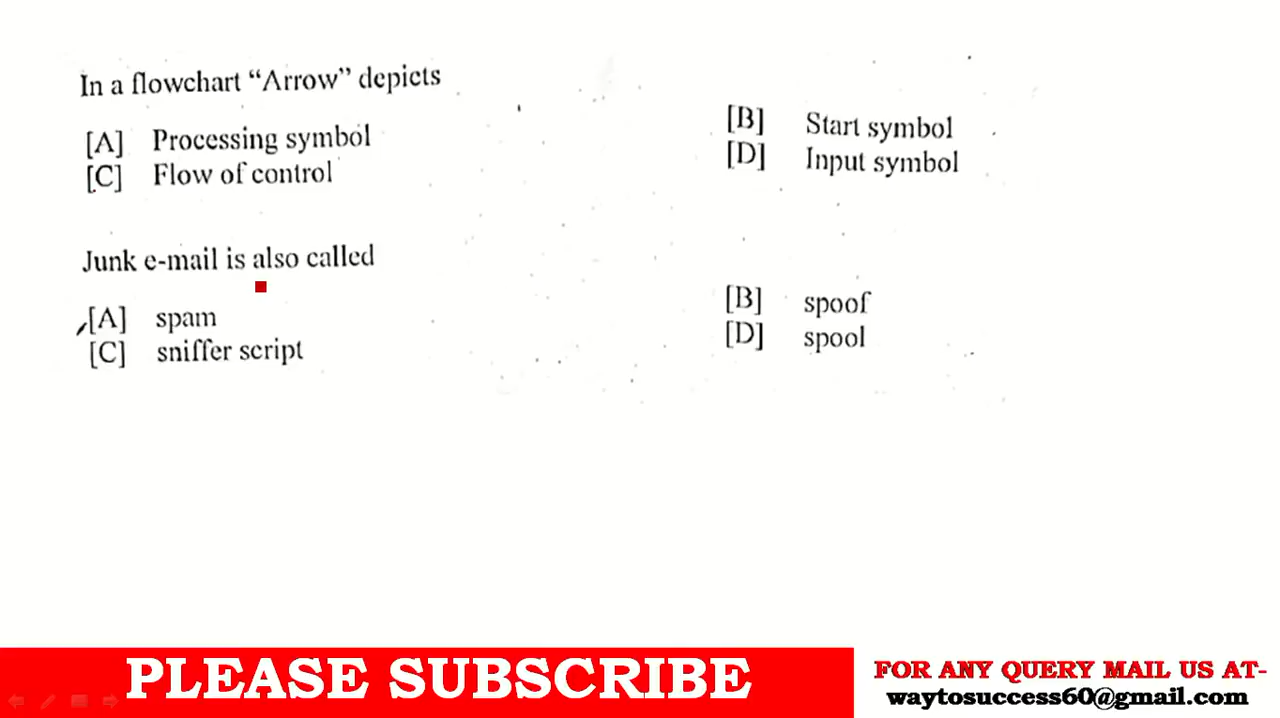 In a flowchart “Arrow” depicts
[A] Processing symbol [B] Start symbol
[C] Flow of control [D] Input symbol
Junk e-mail is also called
[A] spam [B] spoof
[C] sniffer script [D] spool
PLEASE SUBSCRIBE
FOR ANY QUERY MAIL US AT-
waytosuccess60@gmail.com